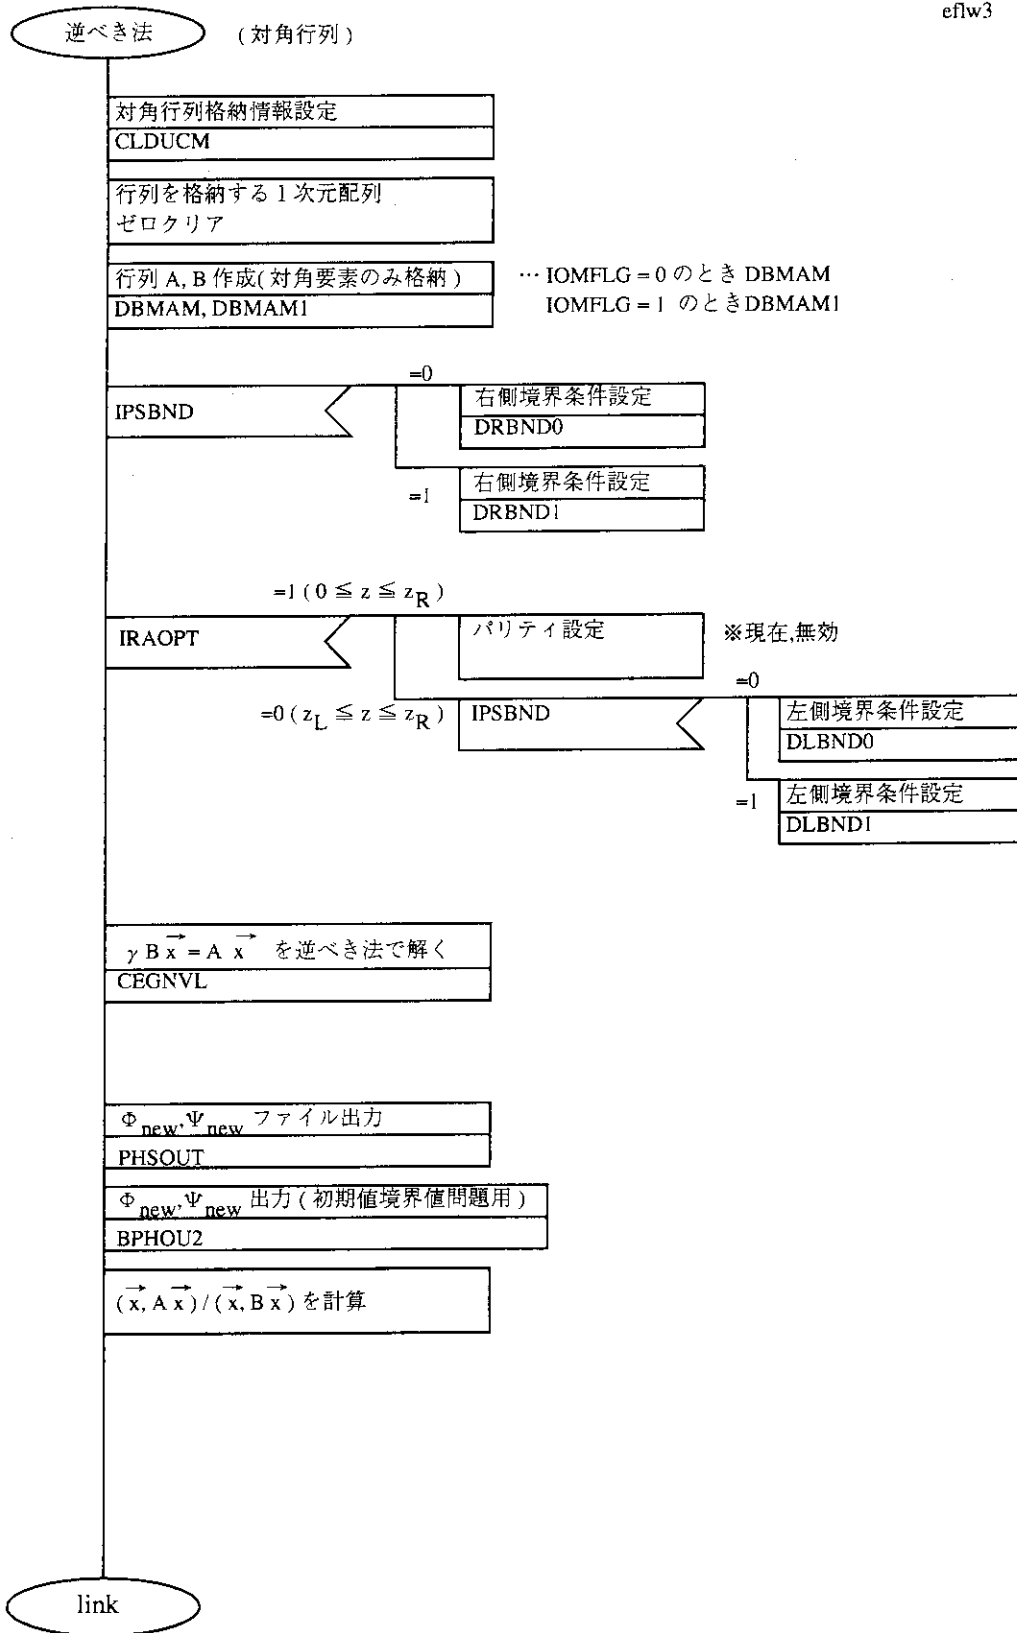 eflw3
逆べき法 (対角行列)
対角行列格納情報設定
CLDUCM
行列を格納する1次元配列
ゼロクリア
行列 A, B 作成(対角要素のみ格納) … IOMFLG = 0 のとき DBMAM
DBMAM, DBMAM1 IOMFLG = 1 のときDBMAM1
=0
IPSBND
右側境界条件設定
DRBND0
=1
右側境界条件設定
DRBND1
=1 ( 0 ≦ z ≦ z_R )
IRAOPT
パリティ設定 ※現在,無効
=0 ( z_L ≦ z ≦ z_R ) IPSBND
=0
左側境界条件設定
DLBND0
=1
左側境界条件設定
DLBND1
γ B x⃗ = A x⃗ を逆べき法で解く
CEGNVL
Φ_new, Ψ_new ファイル出力
PHSOUT
Φ_new, Ψ_new 出力 (初期値境界値問題用)
BPHOU2
(x⃗, A x⃗) / (x⃗, B x⃗) を計算
link